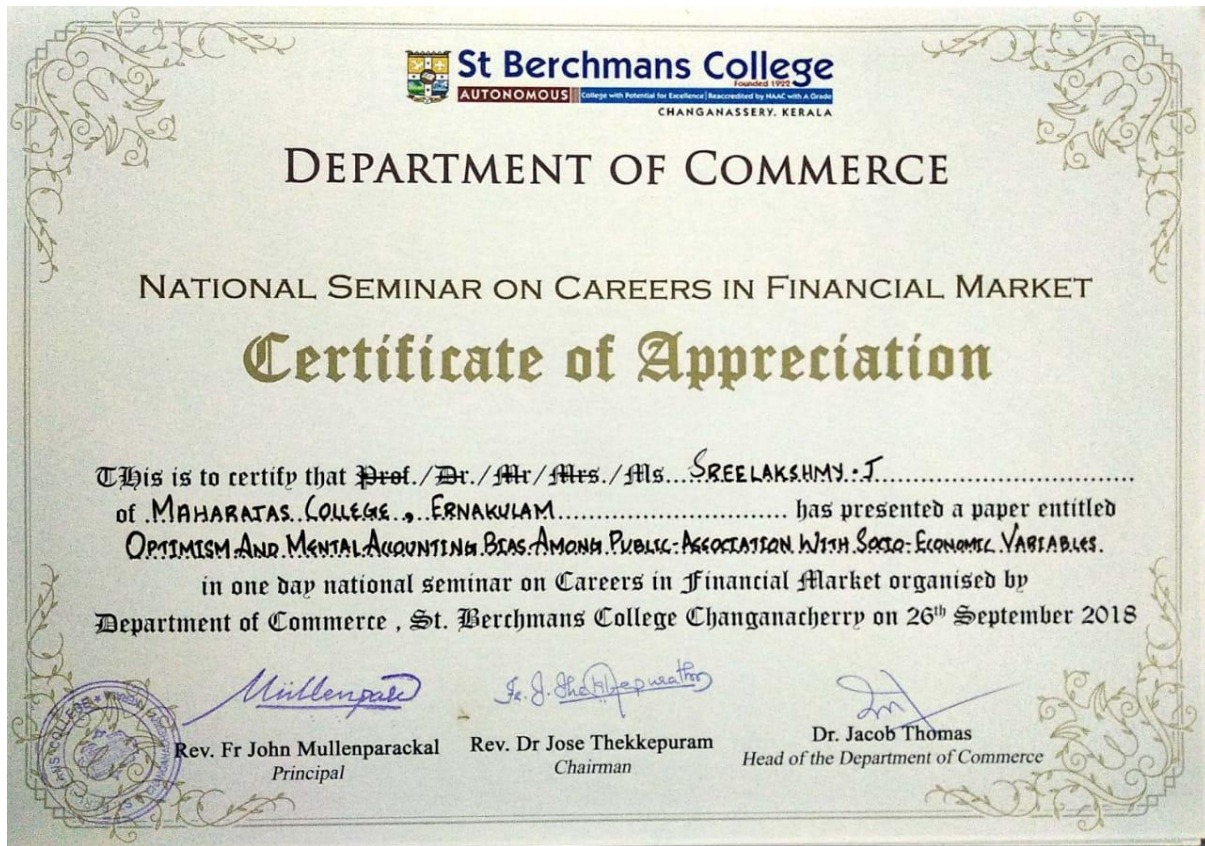 St Berchmans College
Founded 1922
AUTONOMOUS College with Potential for Excellence | Reaccredited by NAAC with A Grade
CHANGANASSERY. KERALA
DEPARTMENT OF COMMERCE
NATIONAL SEMINAR ON CAREERS IN FINANCIAL MARKET
Certificate of Appreciation
THis is to certify that Prof./Dr./Mr/Mrs./Ms...SREELAKSHMY.J
of MAHARAJAS COLLEGE, ERNAKULAM has presented a paper entitled
OPTIMISM AND MENTAL ACCOUNTING BIAS AMONG PUBLIC-ASSOCIATION WITH SOCIO-ECONOMIC VARIABLES.
in one day national seminar on Careers in Financial Market organised by
Department of Commerce , St. Berchmans College Changanacherry on 26th September 2018
Rev. Fr John Mullenparackal
Principal
Rev. Dr Jose Thekkepuram
Chairman
Dr. Jacob Thomas
Head of the Department of Commerce